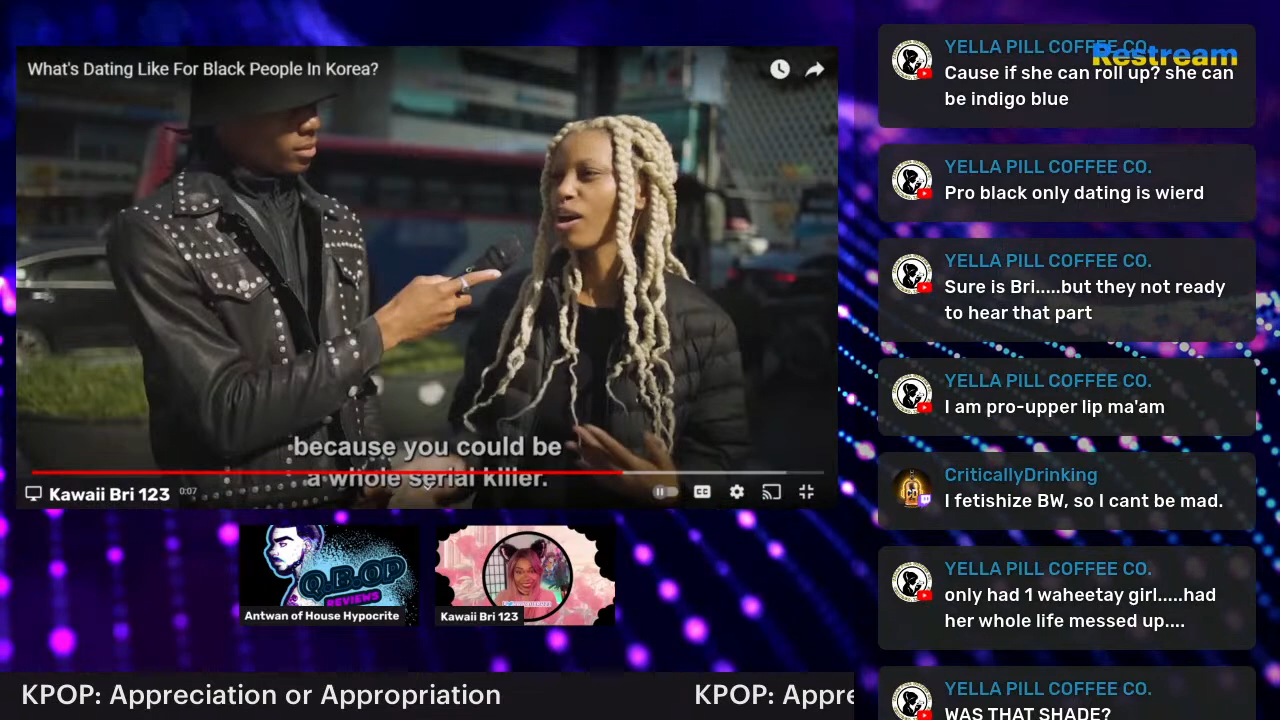 What's Dating Like For Black People In Korea?
because you could be
a whole serial killer.
Kawaii Bri 123
0:07
CC
Q.B.OP
REVIEWS
Antwan of House Hypocrite
Kawaii Bri 123
KPOP: Appreciation or Appropriation
KPOP: Appre
Restream
YELLA PILL COFFEE CO.
Cause if she can roll up? she can
be indigo blue
YELLA PILL COFFEE CO.
Pro black only dating is wierd
YELLA PILL COFFEE CO.
Sure is Bri.....but they not ready
to hear that part
YELLA PILL COFFEE CO.
I am pro-upper lip ma'am
CriticallyDrinking
I fetishize BW, so I cant be mad.
YELLA PILL COFFEE CO.
only had 1 waheetay girl.....had
her whole life messed up....
YELLA PILL COFFEE CO.
WAS THAT SHADE?